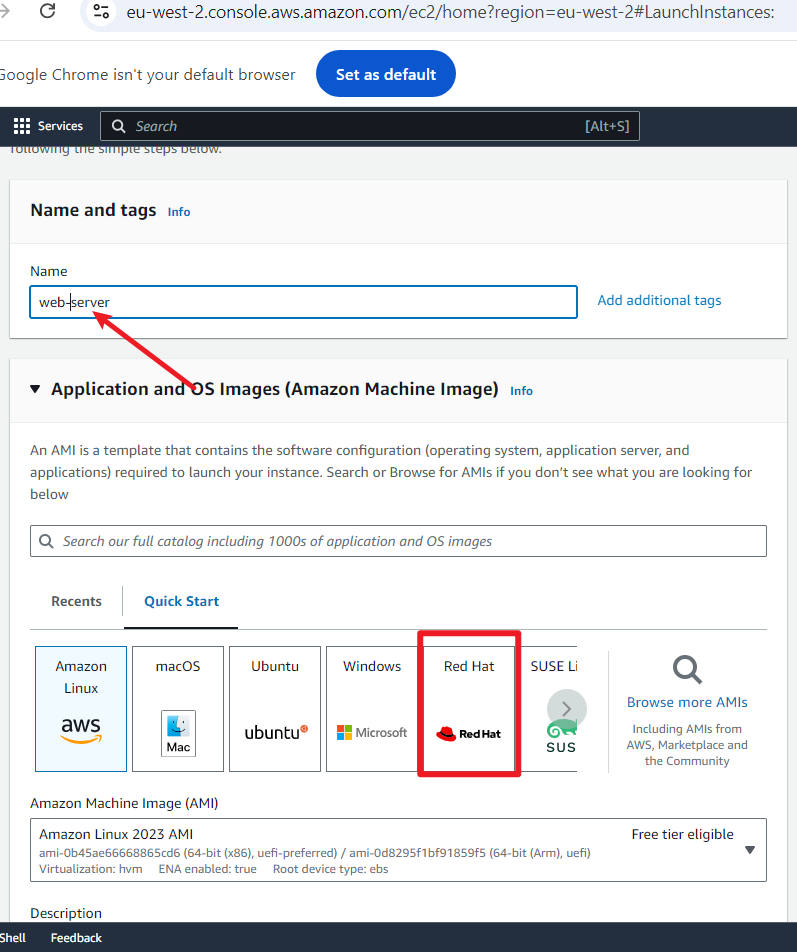 eu-west-2.console.aws.amazon.com/ec2/home?region=eu-west-2#LaunchInstances:
Google Chrome isn't your default browser
Set as default
Services
Search
[Alt+S]
following the simple steps below.
Name and tags Info
Name
web-server
Add additional tags
Application and OS Images (Amazon Machine Image) Info
An AMI is a template that contains the software configuration (operating system, application server, and
applications) required to launch your instance. Search or Browse for AMIs if you don't see what you are looking for
below
Search our full catalog including 1000s of application and OS images
Recents
Quick Start
Amazon
Linux
aws
macOS
Mac
Ubuntu
ubuntu
Windows
Microsoft
Red Hat
Red Hat
SUSE Li
SUS
Browse more AMIs
Including AMIs from
AWS, Marketplace and
the Community
Amazon Machine Image (AMI)
Amazon Linux 2023 AMI
Free tier eligible
ami-0b45ae66668865cd6 (64-bit (x86), uefi-preferred) / ami-0d8295f1bf91859f5 (64-bit (Arm), uefi)
Virtualization: hvm ENA enabled: true Root device type: ebs
Description
Shell
Feedback